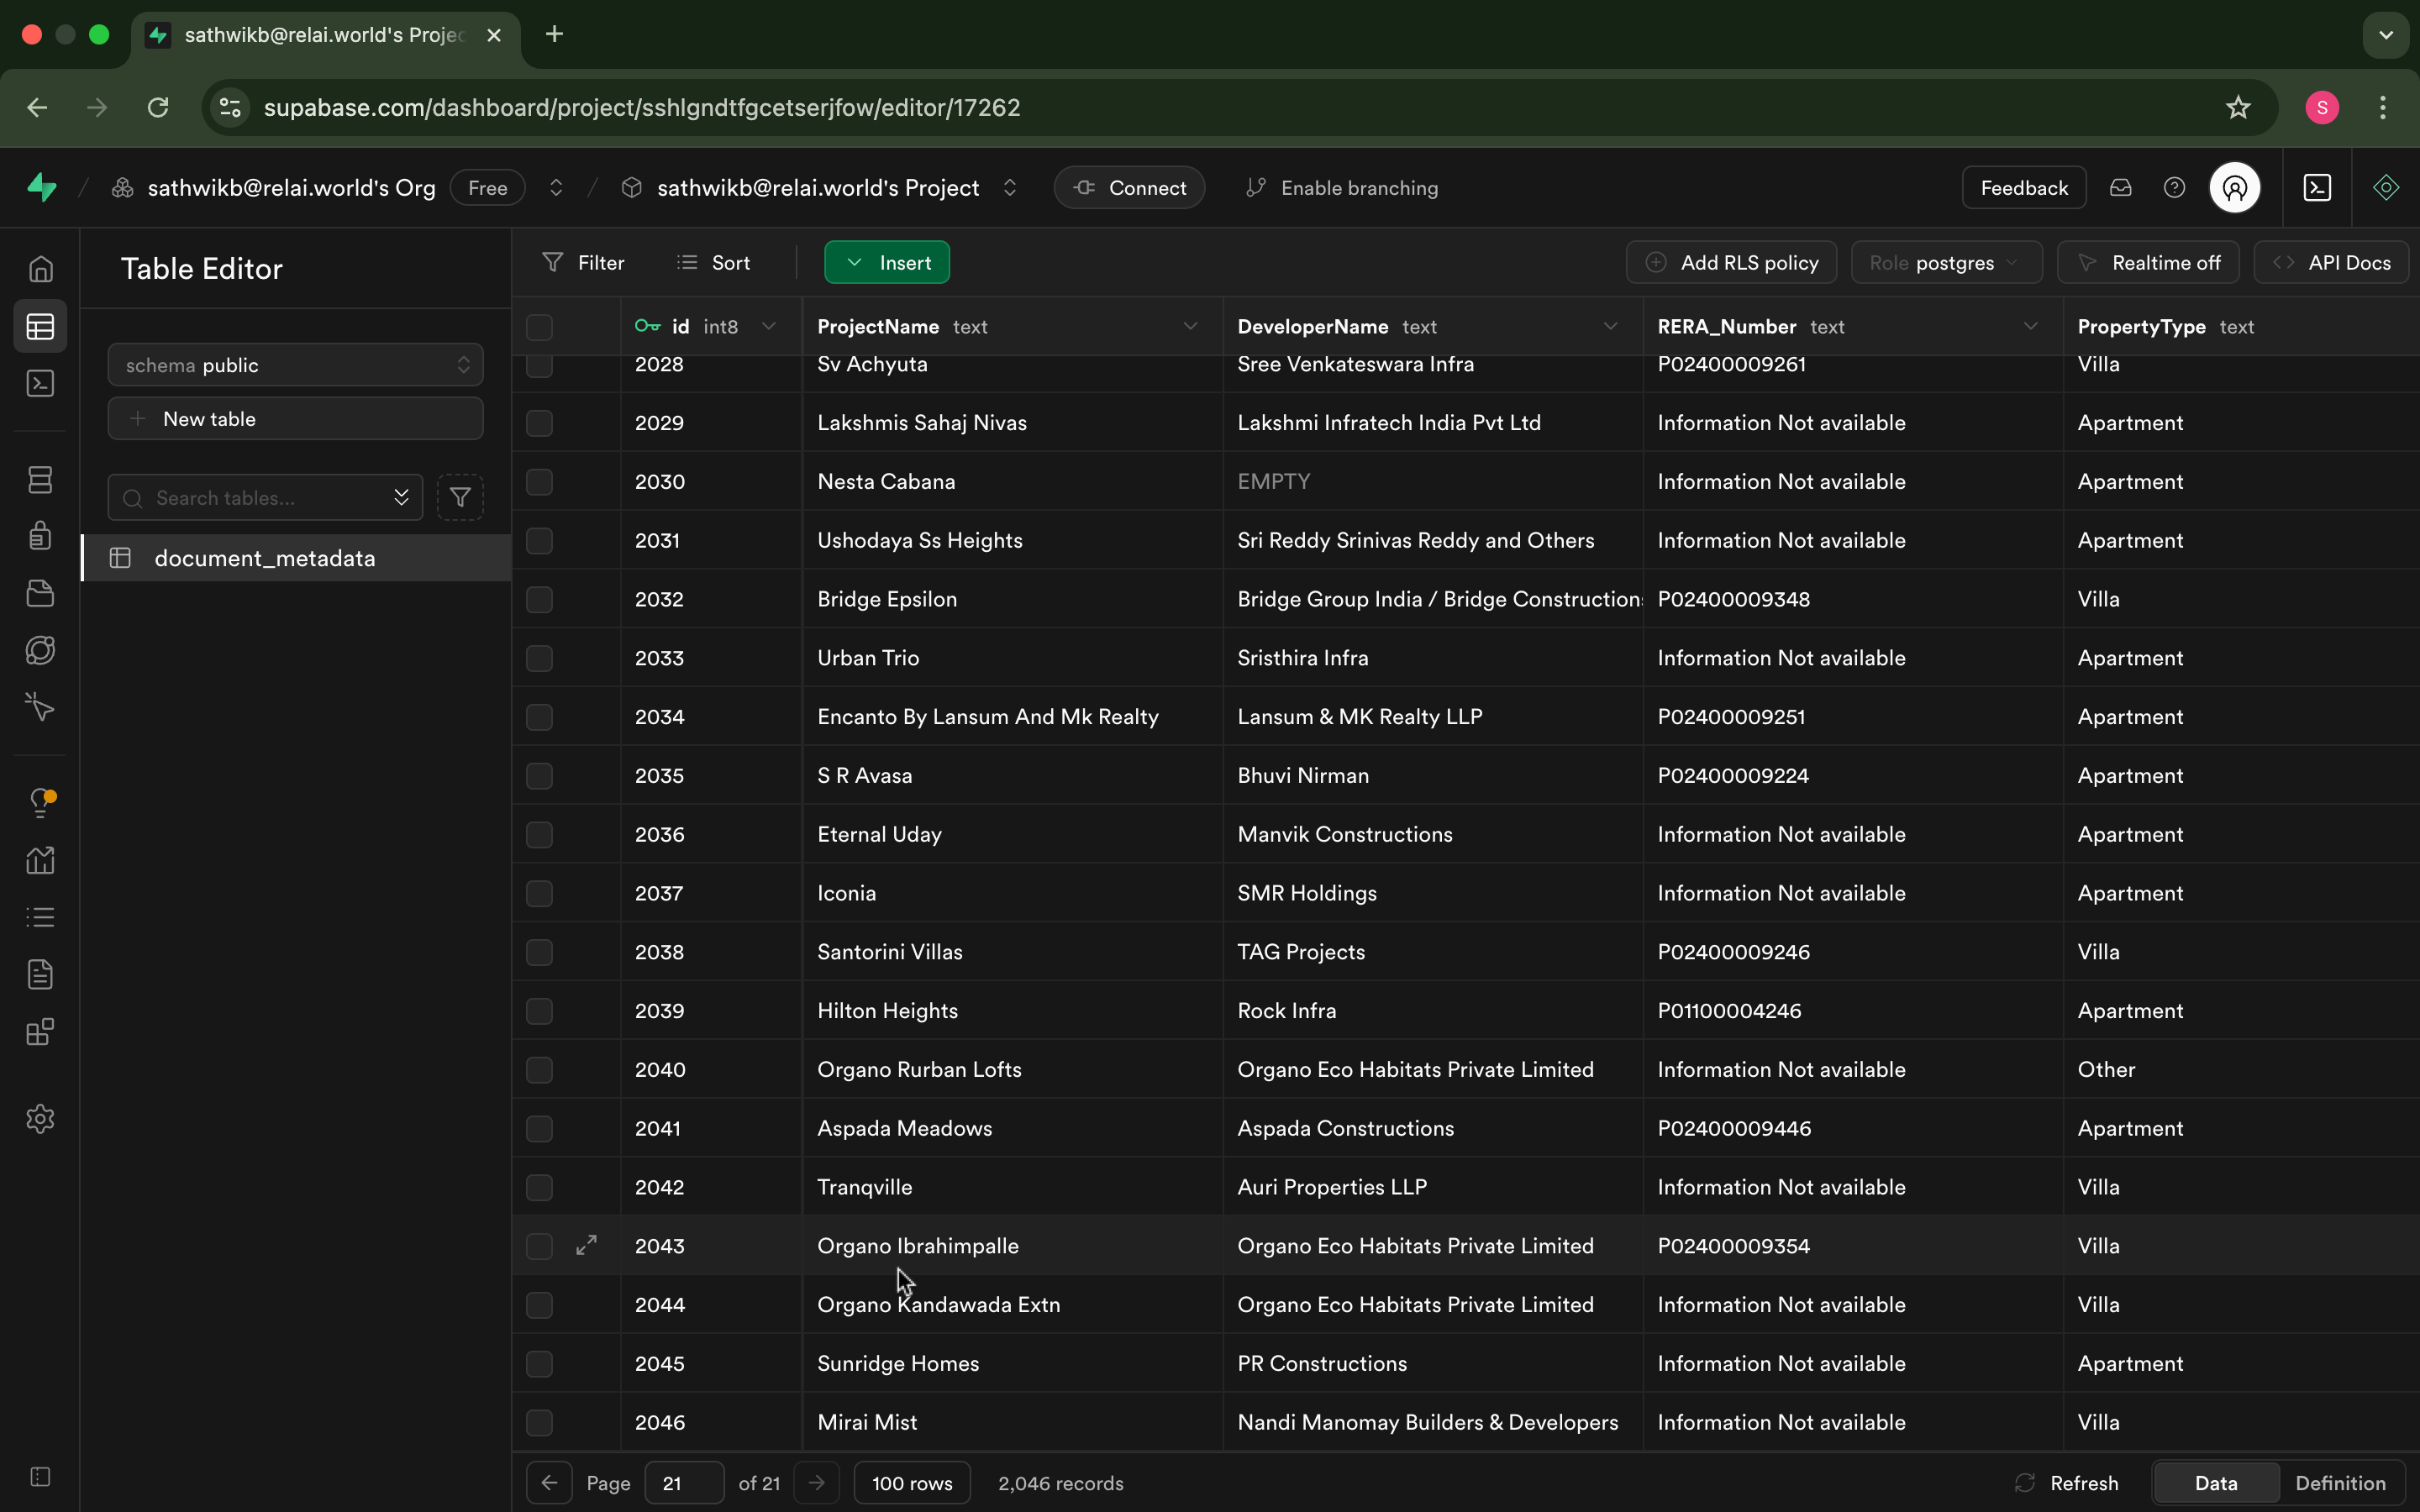 sathwikb@relai.world's Projec
supabase.com/dashboard/project/sshlgndtfgcetserjfow/editor/17262
S
sathwikb@relai.world's Org Free sathwikb@relai.world's Project Connect Enable branching Feedback
Table Editor
schema public
New table
Search tables...
document_metadata
Filter Sort Insert Add RLS policy Role postgres Realtime off API Docs
id int8 ProjectName text DeveloperName text RERA_Number text PropertyType text
2028 Sv Achyuta Sree Venkateswara Infra P02400009261 Villa
2029 Lakshmis Sahaj Nivas Lakshmi Infratech India Pvt Ltd Information Not available Apartment
2030 Nesta Cabana EMPTY Information Not available Apartment
2031 Ushodaya Ss Heights Sri Reddy Srinivas Reddy and Others Information Not available Apartment
2032 Bridge Epsilon Bridge Group India / Bridge Constructions P02400009348 Villa
2033 Urban Trio Sristhira Infra Information Not available Apartment
2034 Encanto By Lansum And Mk Realty Lansum & MK Realty LLP P02400009251 Apartment
2035 S R Avasa Bhuvi Nirman P02400009224 Apartment
2036 Eternal Uday Manvik Constructions Information Not available Apartment
2037 Iconia SMR Holdings Information Not available Apartment
2038 Santorini Villas TAG Projects P02400009246 Villa
2039 Hilton Heights Rock Infra P01100004246 Apartment
2040 Organo Rurban Lofts Organo Eco Habitats Private Limited Information Not available Other
2041 Aspada Meadows Aspada Constructions P02400009446 Apartment
2042 Tranqville Auri Properties LLP Information Not available Villa
2043 Organo Ibrahimpalle Organo Eco Habitats Private Limited P02400009354 Villa
2044 Organo Kandawada Extn Organo Eco Habitats Private Limited Information Not available Villa
2045 Sunridge Homes PR Constructions Information Not available Apartment
2046 Mirai Mist Nandi Manomay Builders & Developers Information Not available Villa
Page 21 of 21 100 rows 2,046 records Refresh Data Definition